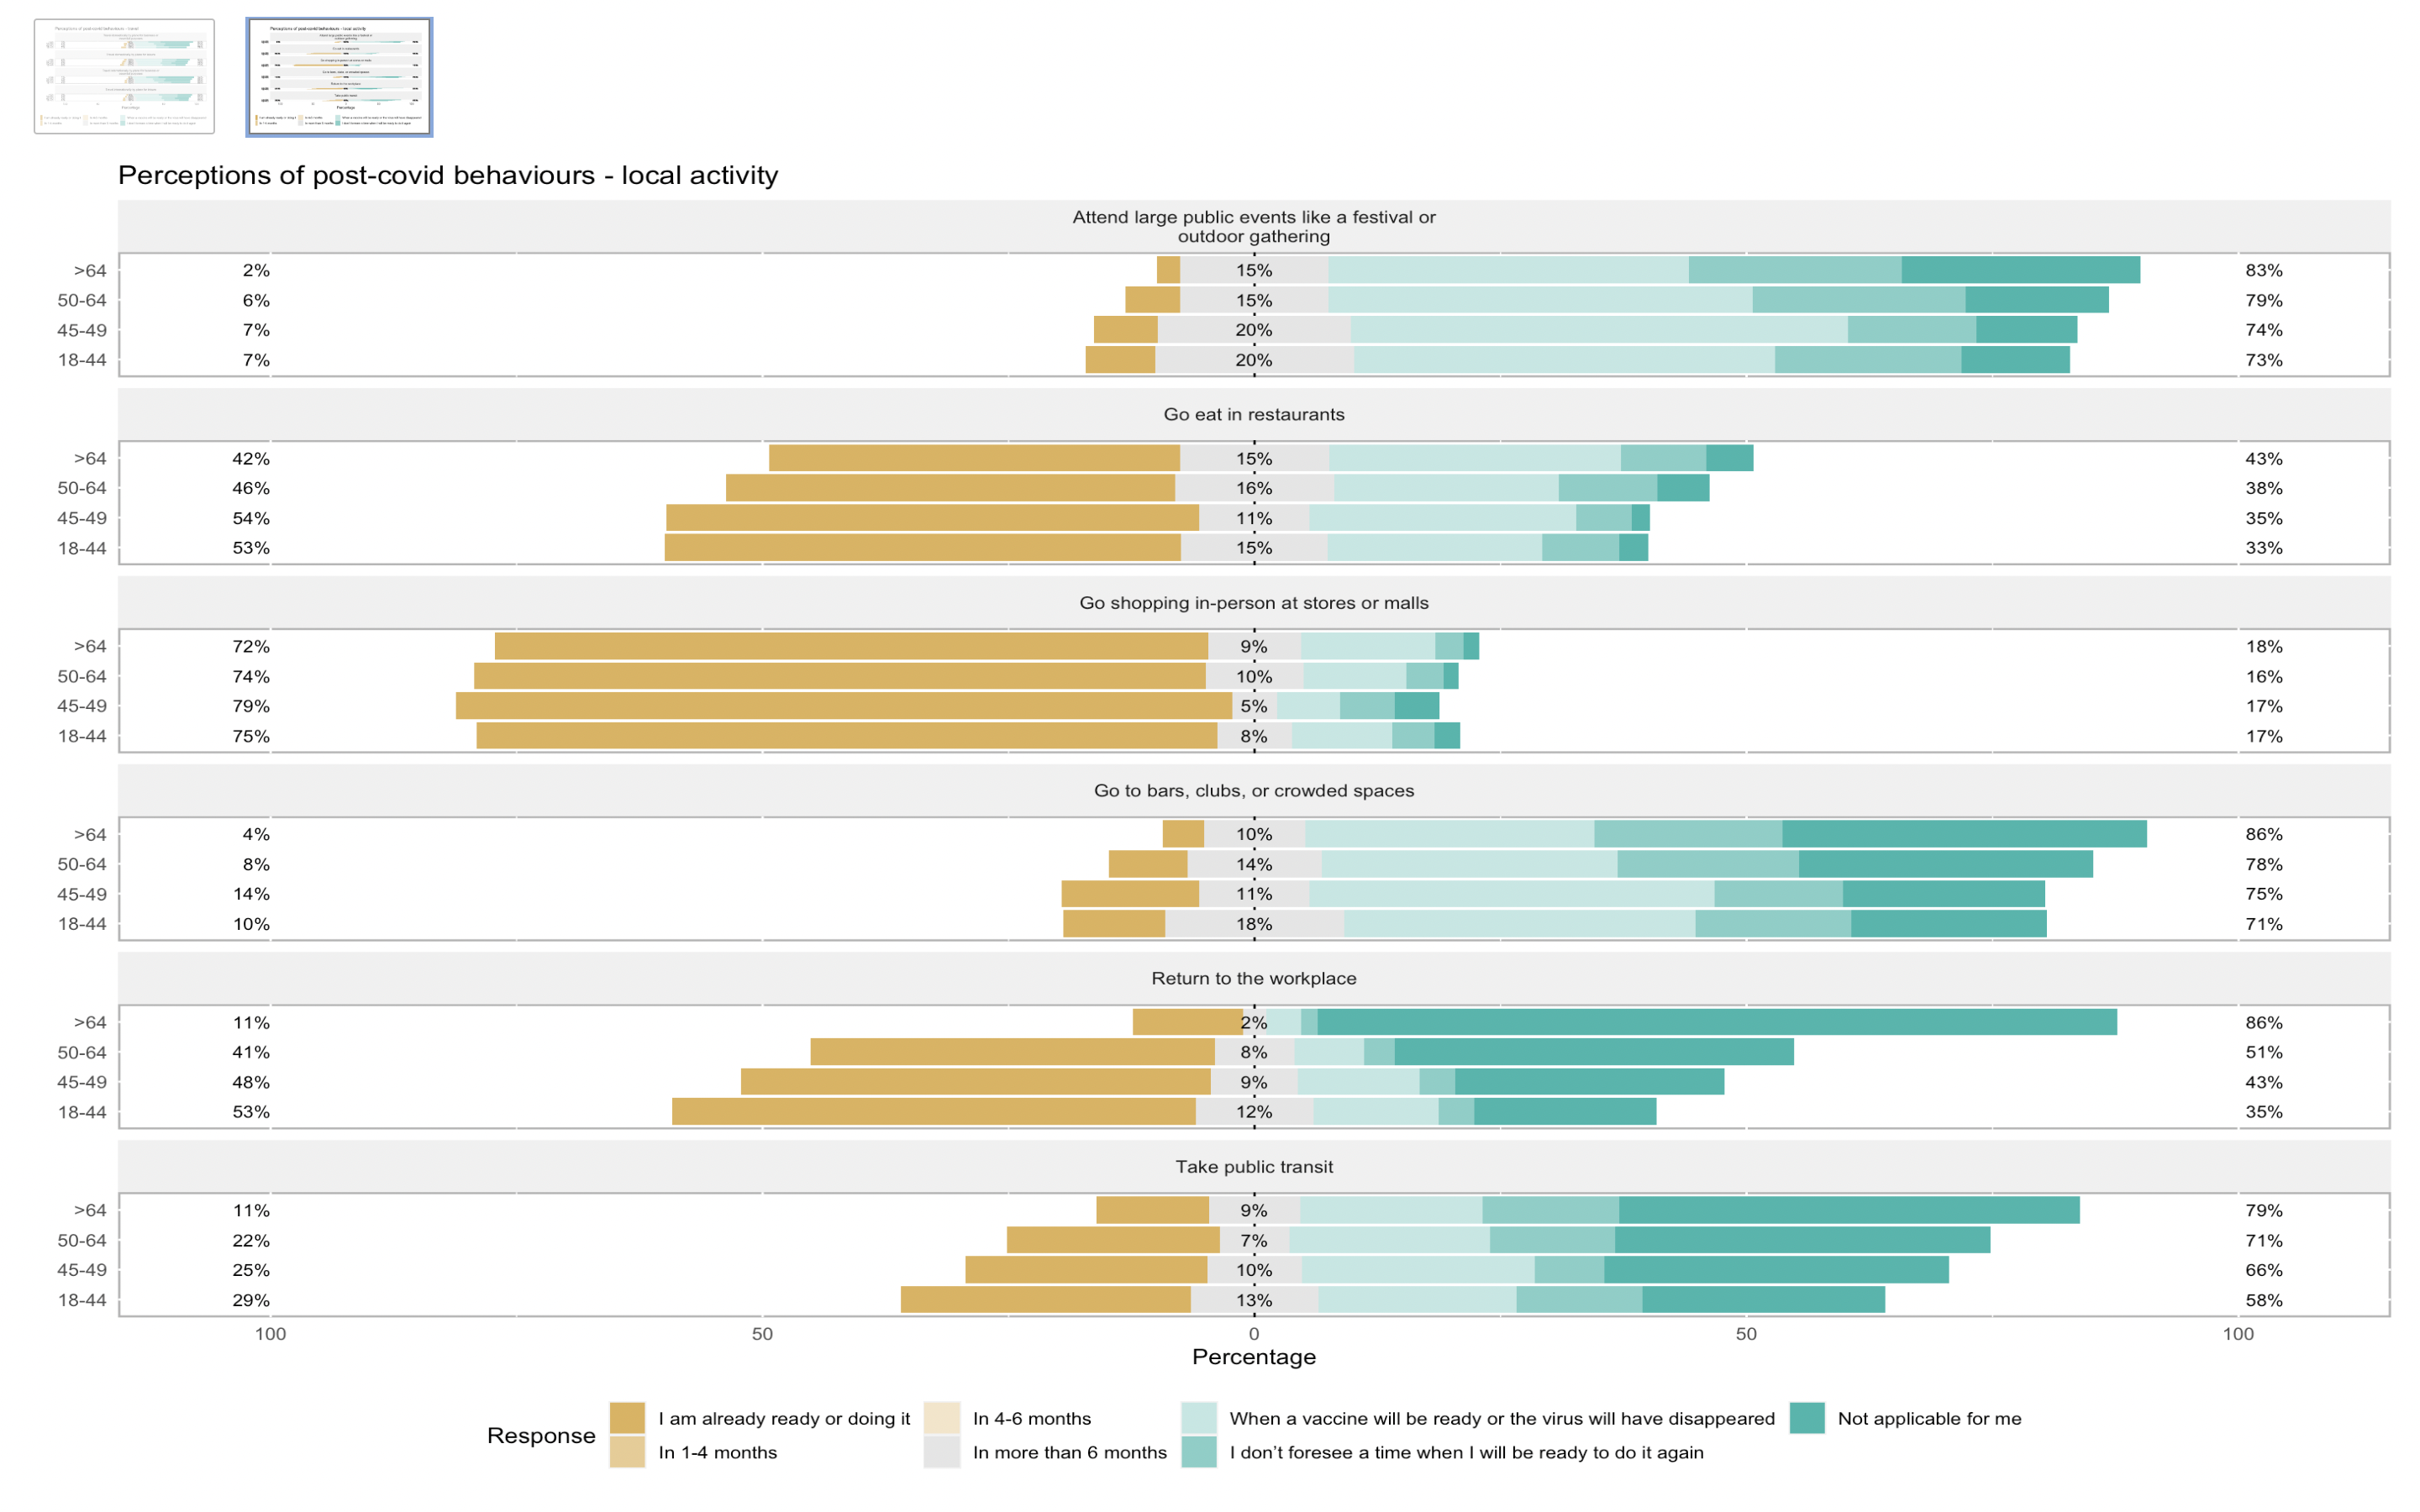 Perceptions of post-covid behaviours - local activity
Attend large public events like a festival or
outdoor gathering
>64 2% 15% 83%
50-64 6% 15% 79%
45-49 7% 20% 74%
18-44 7% 20% 73%
Go eat in restaurants
>64 42% 15% 43%
50-64 46% 16% 38%
45-49 54% 11% 35%
18-44 53% 15% 33%
Go shopping in-person at stores or malls
>64 72% 9% 18%
50-64 74% 10% 16%
45-49 79% 5% 17%
18-44 75% 8% 17%
Go to bars, clubs, or crowded spaces
>64 4% 10% 86%
50-64 8% 14% 78%
45-49 14% 11% 75%
18-44 10% 18% 71%
Return to the workplace
>64 11% 2% 86%
50-64 41% 8% 51%
45-49 48% 9% 43%
18-44 53% 12% 35%
Take public transit
>64 11% 9% 79%
50-64 22% 7% 71%
45-49 25% 10% 66%
18-44 29% 13% 58%
100 50 0 50 100
Percentage
Response
I am already ready or doing it
In 1-4 months
In 4-6 months
In more than 6 months
When a vaccine will be ready or the virus will have disappeared
I don’t foresee a time when I will be ready to do it again
Not applicable for me